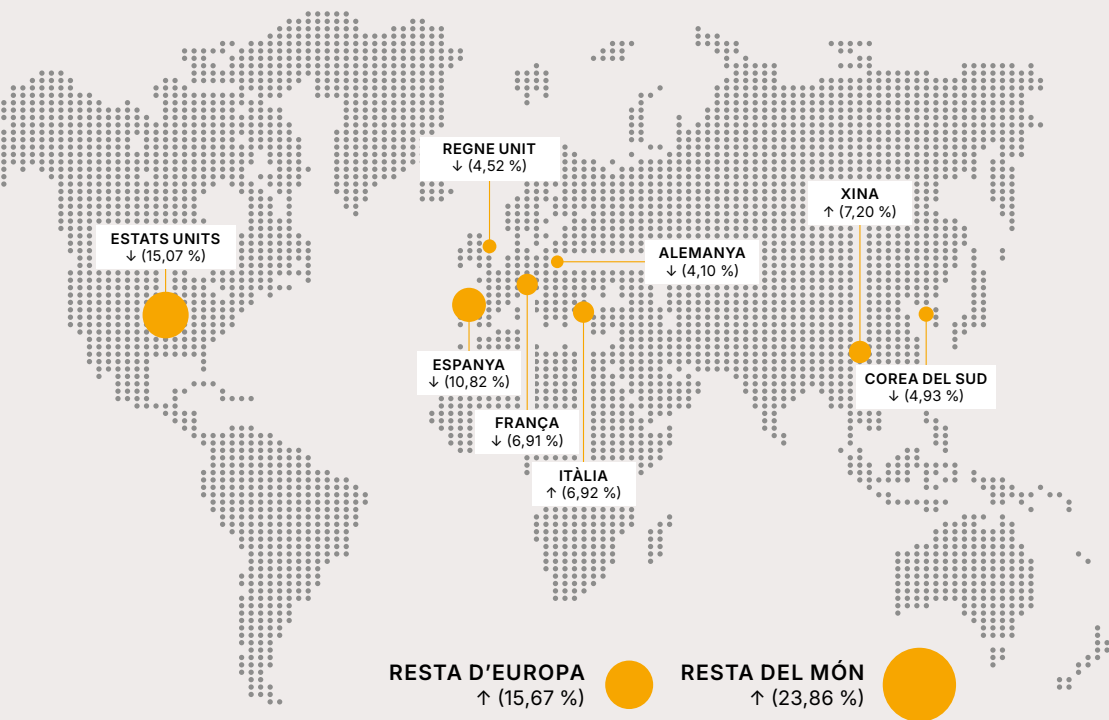 REGNE UNIT
↓ (4,52 %)
XINA
↑ (7,20 %)
ESTATS UNITS
↓ (15,07 %)
ALEMANYA
↓ (4,10 %)
ESPANYA
↓ (10,82 %)
COREA DEL SUD
↓ (4,93 %)
FRANÇA
↓ (6,91 %)
ITÀLIA
↑ (6,92 %)
RESTA D’EUROPA
↑ (15,67 %)
RESTA DEL MÓN
↑ (23,86 %)